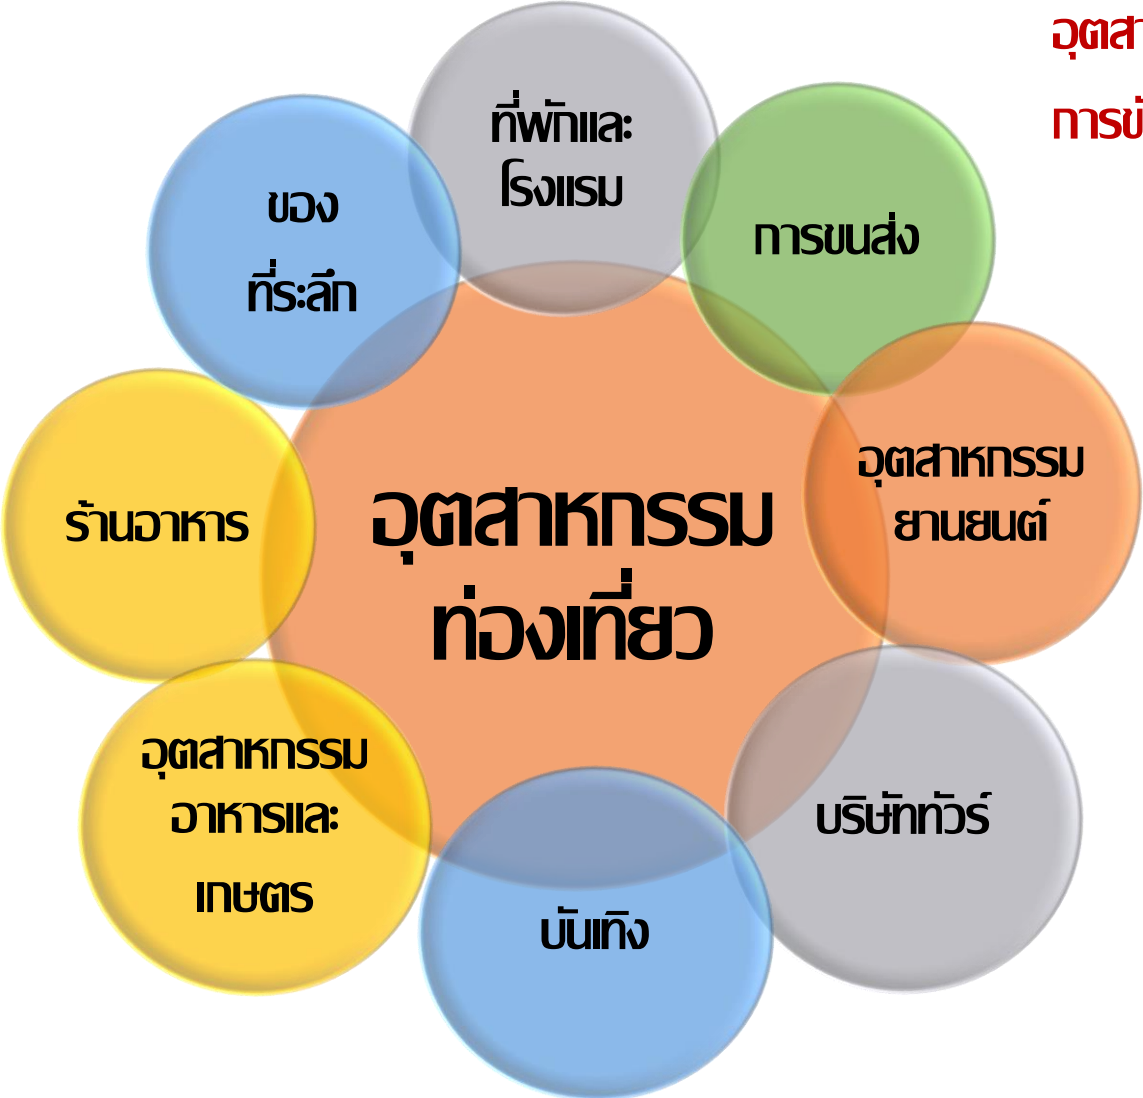 ที่พักและ
โรงแรม
การขนส่ง
อุตสาหกรรม
ยานยนต์
บริษัททัวร์
บันเทิง
อุตสาหกรรม
อาหารและ
เกษตร
ร้านอาหาร
ของ
ที่ระลึก
อุตสาหกรรม
ท่องเที่ยว